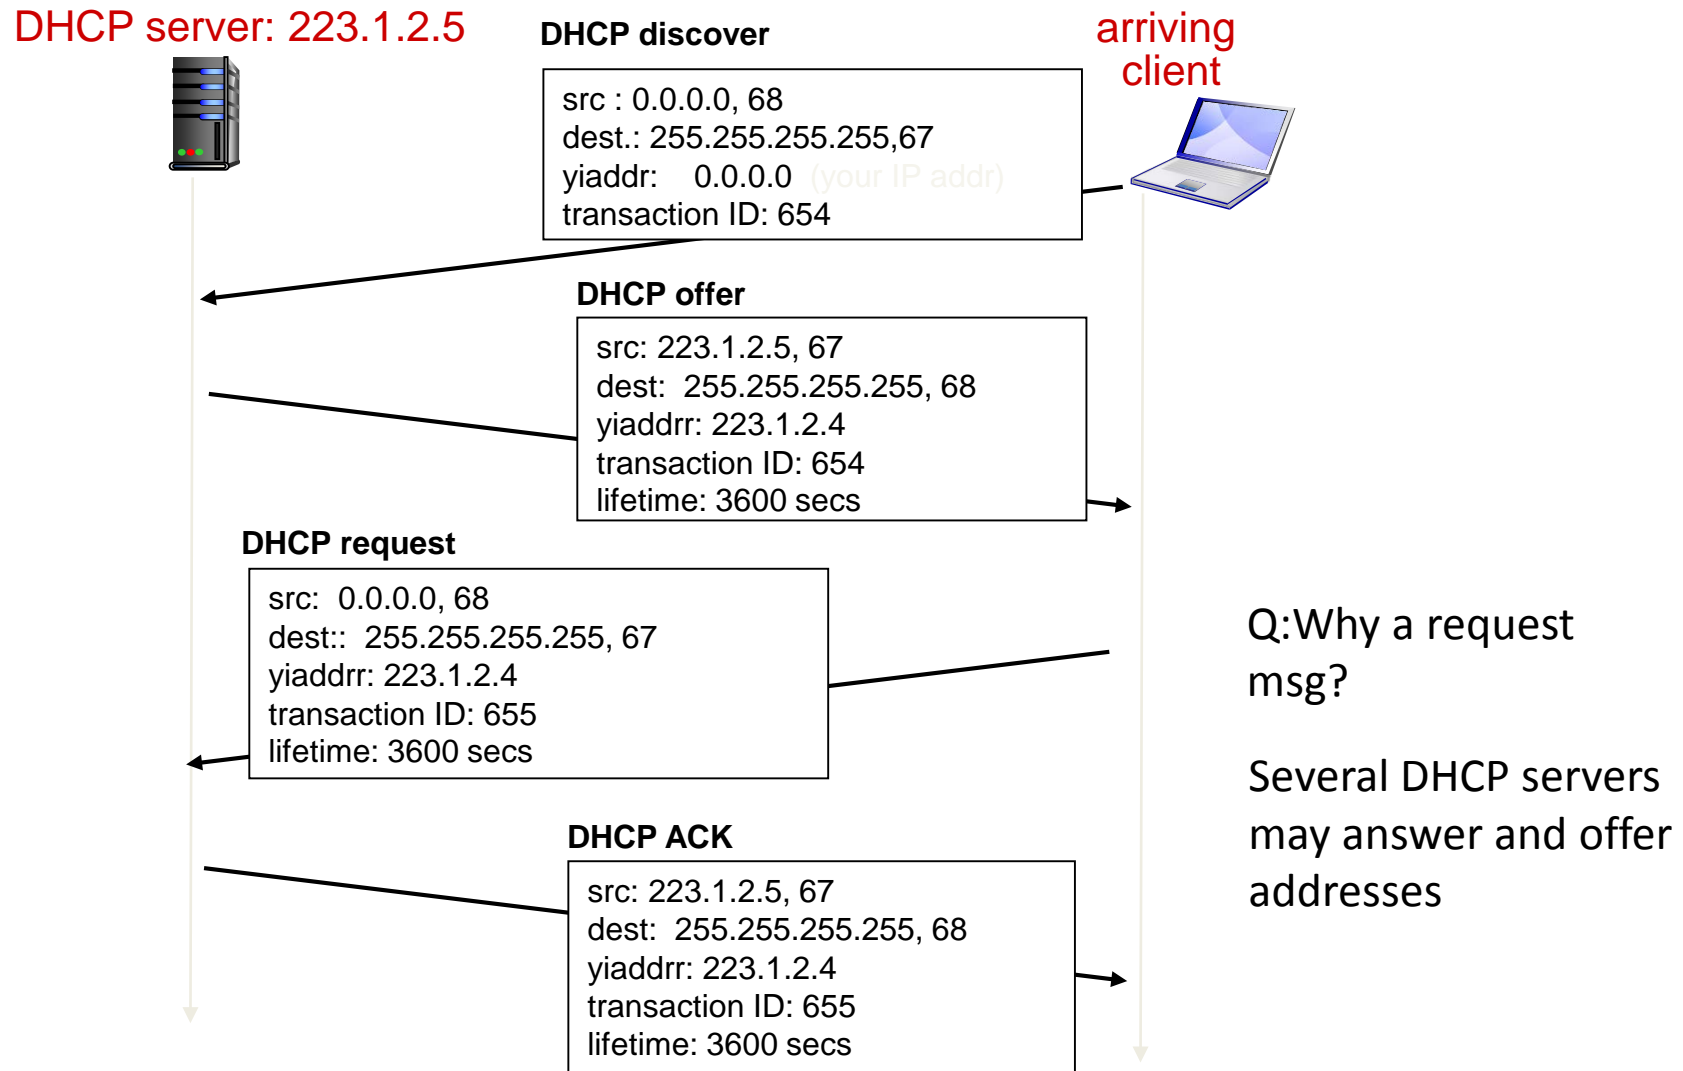 DHCP server: 223.1.2.5
DHCP discover
arriving
client
src : 0.0.0.0, 68
dest.: 255.255.255.255,67
yiaddr: 0.0.0.0 (your IP addr)
transaction ID: 654
DHCP offer
src: 223.1.2.5, 67
dest: 255.255.255.255, 68
yiaddrr: 223.1.2.4
transaction ID: 654
lifetime: 3600 secs
DHCP request
src: 0.0.0.0, 68
dest:: 255.255.255.255, 67
yiaddrr: 223.1.2.4
transaction ID: 655
lifetime: 3600 secs
Q:Why a request
msg?
Several DHCP servers
may answer and offer
addresses
DHCP ACK
src: 223.1.2.5, 67
dest: 255.255.255.255, 68
yiaddrr: 223.1.2.4
transaction ID: 655
lifetime: 3600 secs